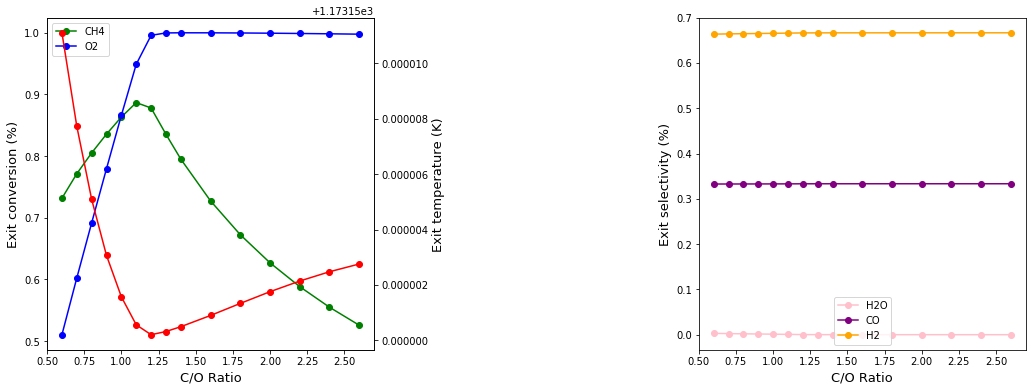 +1.17315e3
CH4
O2
1.0
0.9
0.8
0.7
0.6
0.5
Exit conversion (%)
0.000010
0.000008
0.000006
0.000004
0.000002
0.000000
Exit temperature (K)
0.50 0.75 1.00 1.25 1.50 1.75 2.00 2.25 2.50
C/O Ratio
0.7
0.6
0.5
0.4
0.3
0.2
0.1
0.0
Exit selectivity (%)
H2O
CO
H2
0.50 0.75 1.00 1.25 1.50 1.75 2.00 2.25 2.50
C/O Ratio